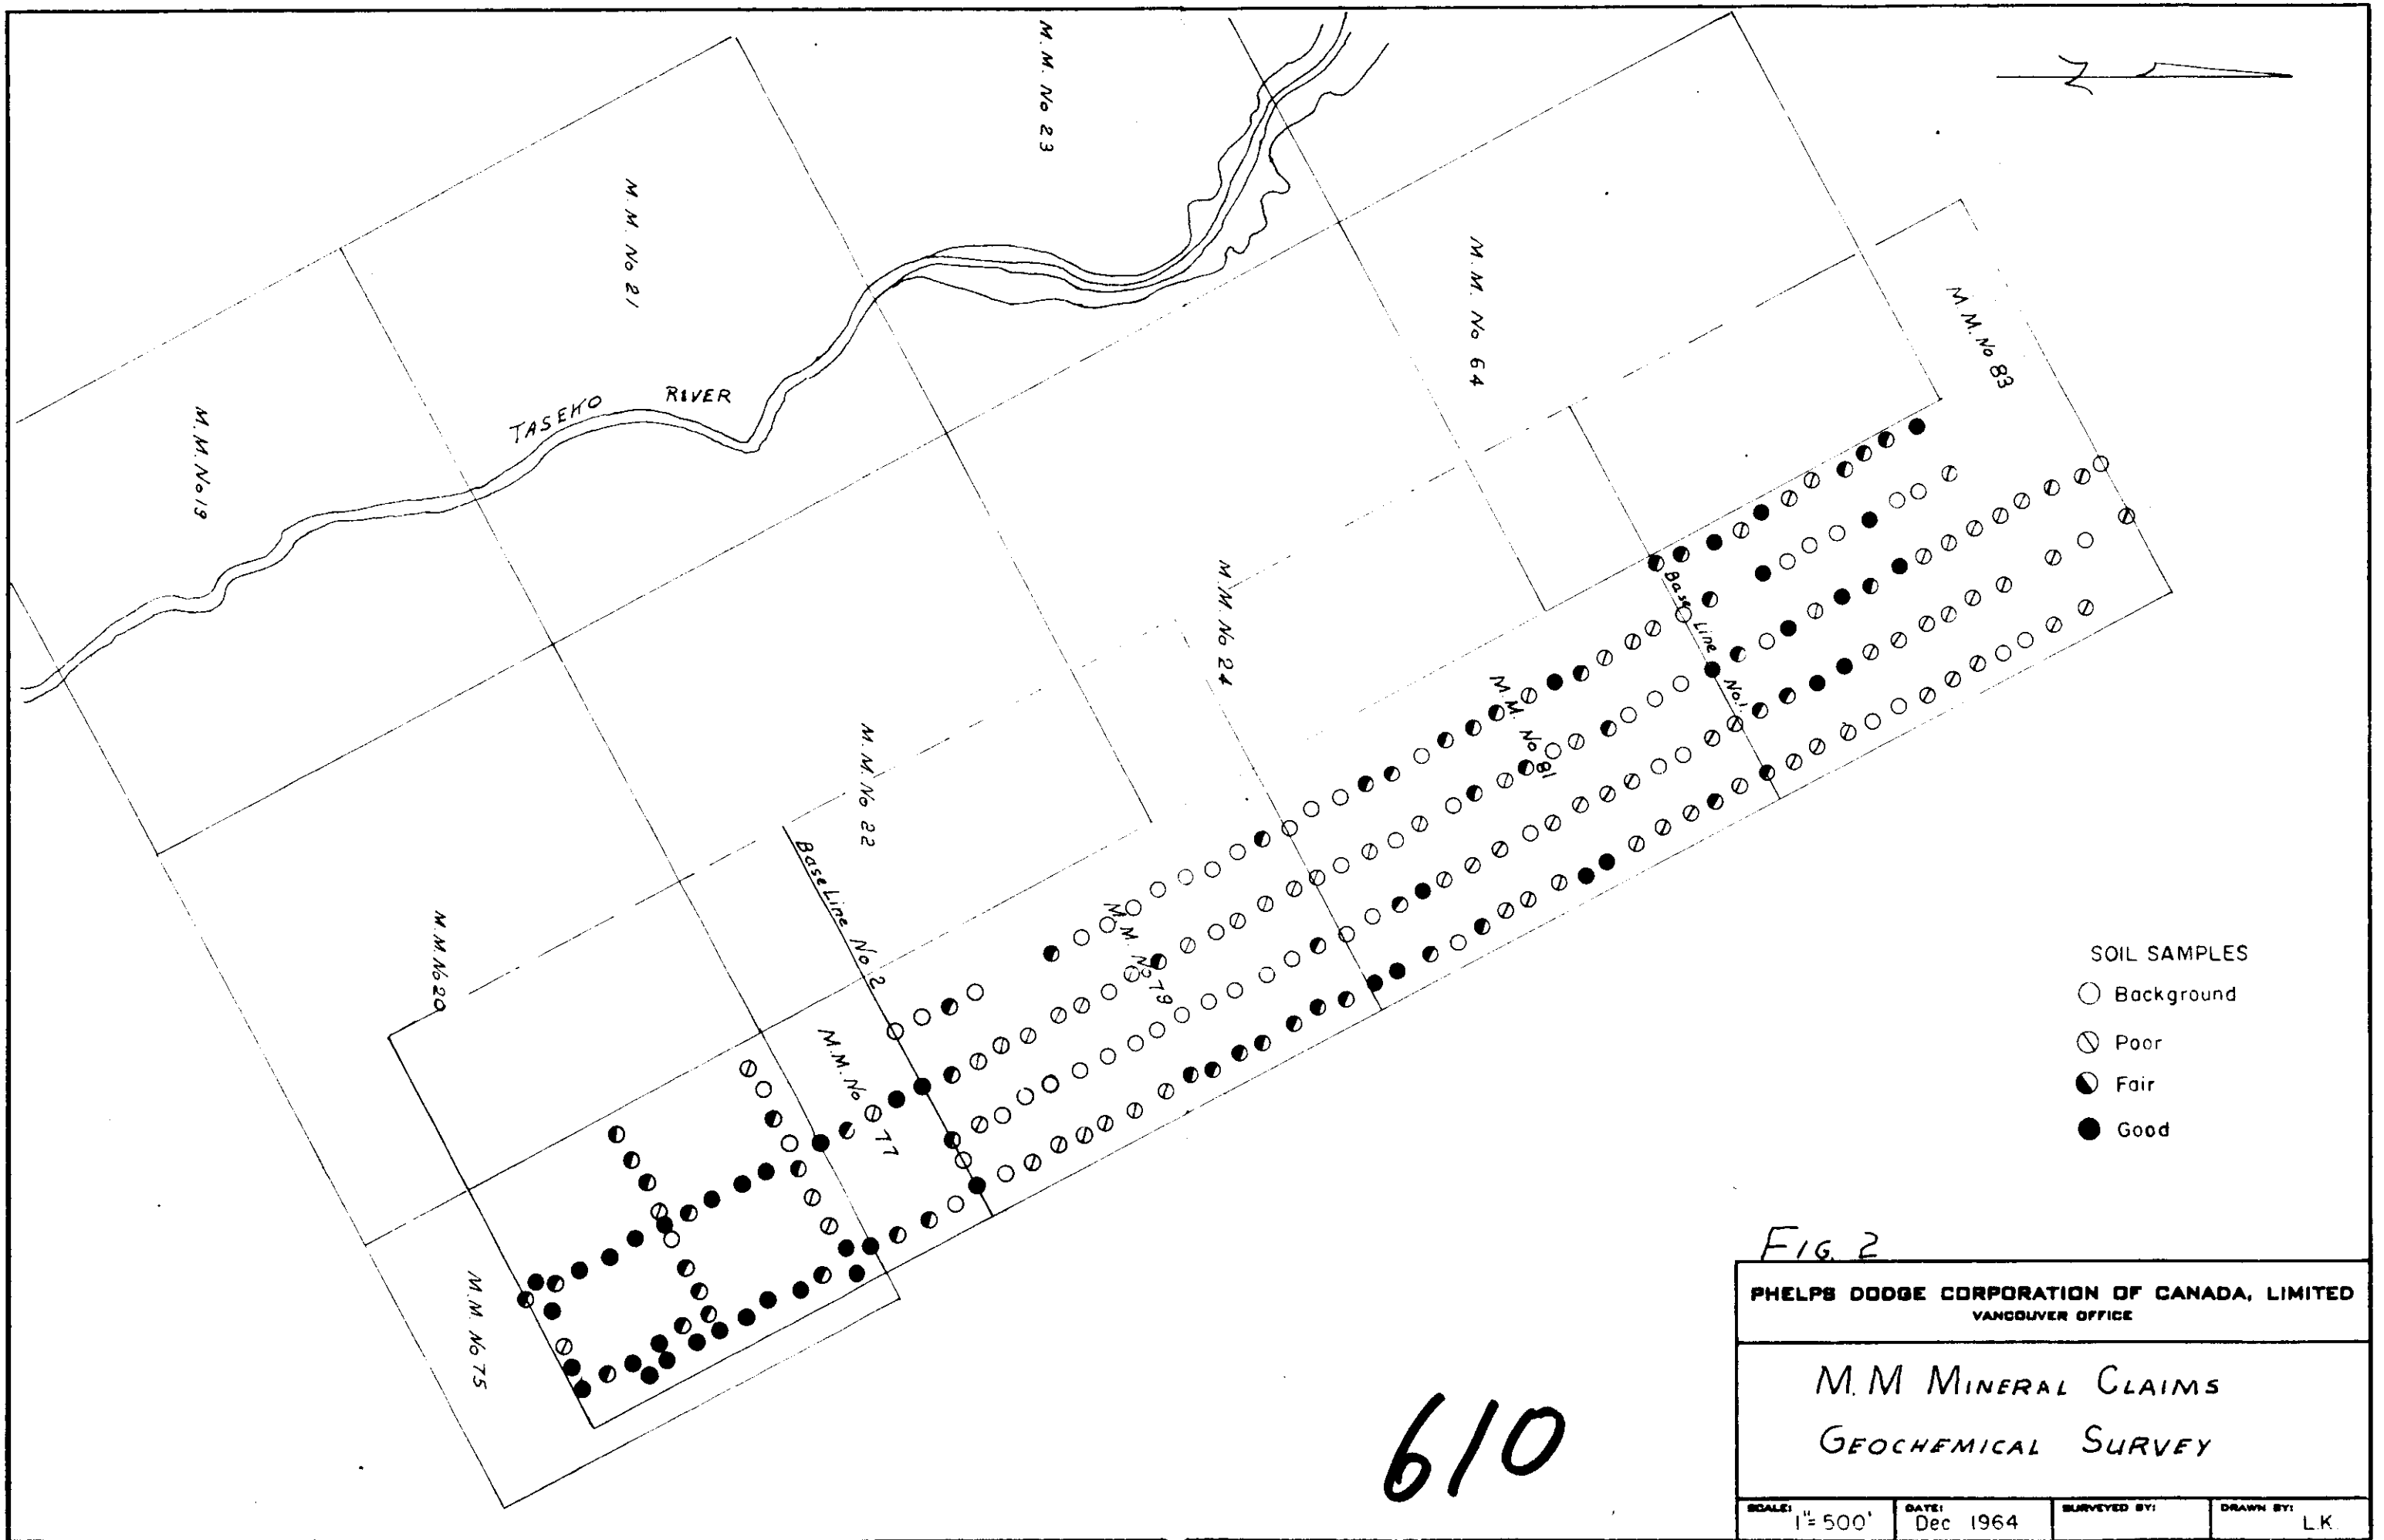 M.M. No 23
N
M.M. No 21
M.M. No 64
M.M. No 83
TASEKO RIVER
M.M. No 19
M.M. No 24
Base Line No.1.
M.M. No 81
M.M. No 22
Base Line No 2
M.M. No 20
M.M. No 79
M.M. No 77
M.M. No 75
SOIL SAMPLES
Background
Poor
Fair
Good
FIG. 2
PHELPS DODGE CORPORATION OF CANADA, LIMITED
VANCOUVER OFFICE
M.M MINERAL CLAIMS
GEOCHEMICAL SURVEY
SCALE: 1"=500'
DATE: Dec 1964
SURVEYED BY:
DRAWN BY: L.K.
610